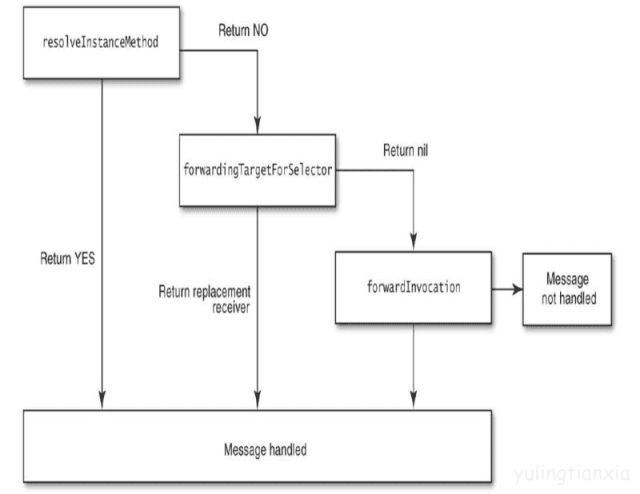 resolveInstanceMethod
Return NO
forwardingTargetForSelector
Return nil
Return YES
Return replacement
receiver
forwardInvocation
Message
not handled
Message handled
yulingtianxia